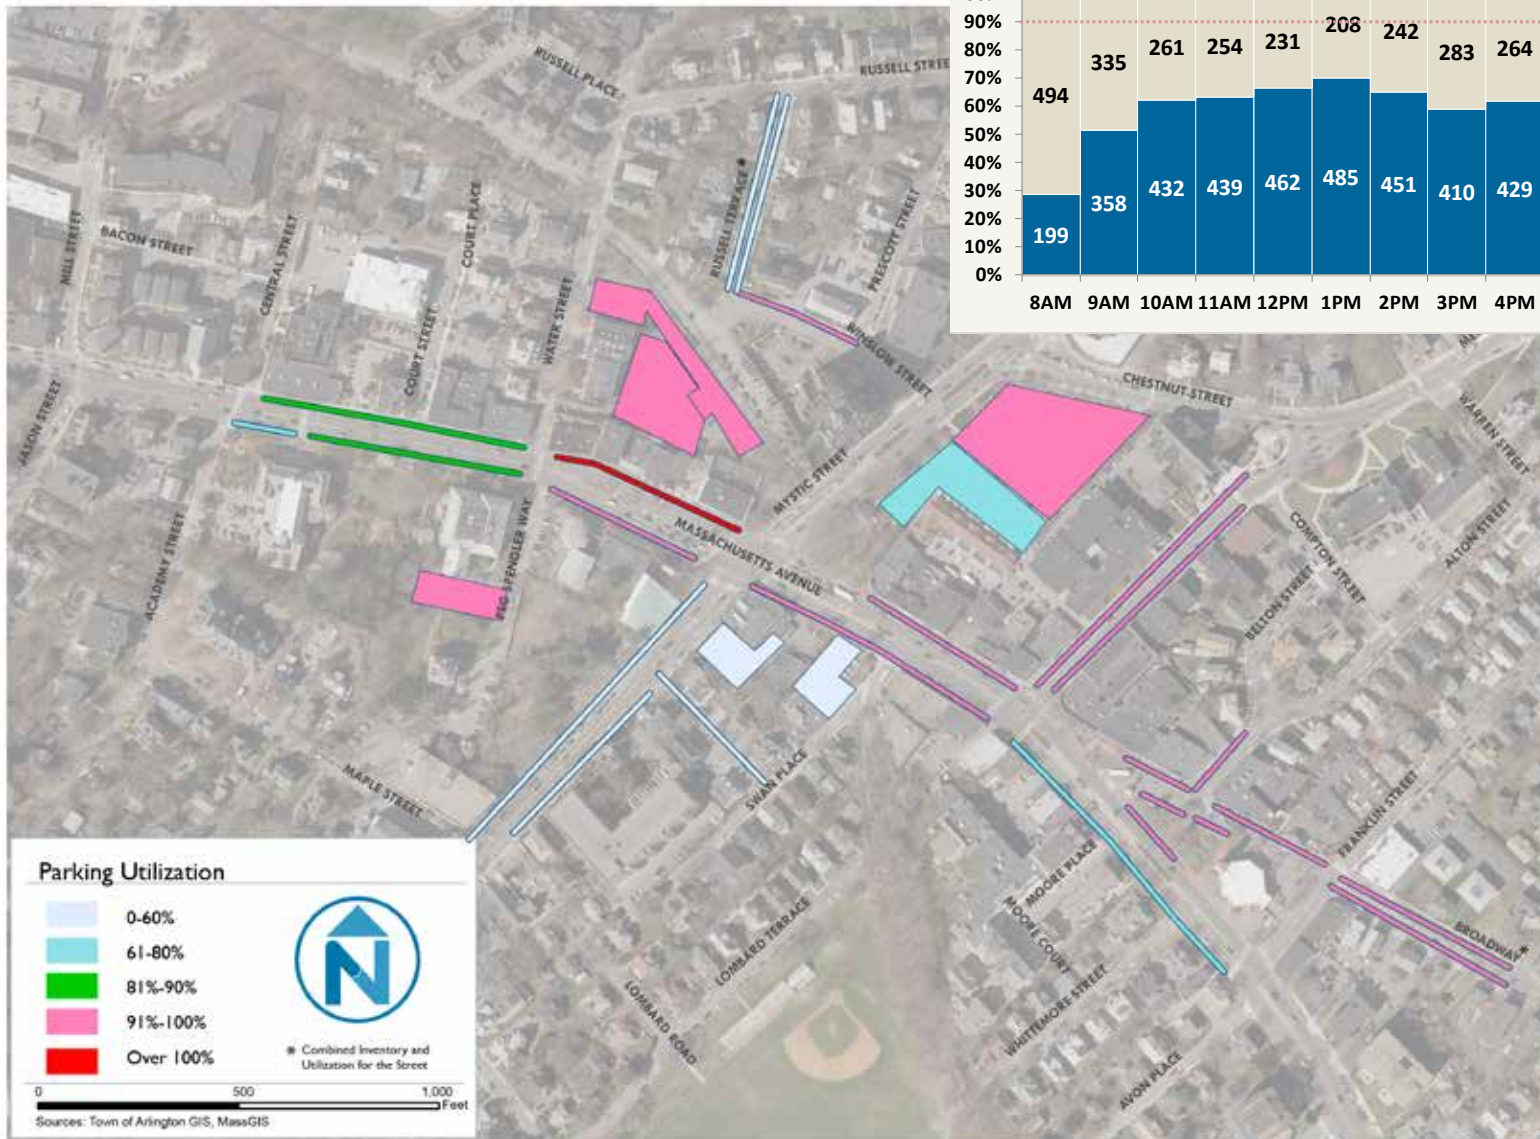 90%
80%
70%
60%
50%
40%
30%
20%
10%
0%
494
335
261
254
231
208
242
283
264
199
358
432
439
462
485
451
410
429
8AM 9AM 10AM 11AM 12PM 1PM 2PM 3PM 4PM
RUSSELL PLACE
RUSSELL STREE
RUSSELL TERRACE *
PRESCOTT STREET
COURT PLACE
MILL STREET
BACON STREET
CENTRAL STREET
WATER STREET
COURT STREET
WINSLOW STREET
CHESTNUT STREET
JASON STREET
WARREN STREET
MYSTIC STREET
MASSACHUSETTS AVENUE
ACADEMY STREET
PEG SPENGLER WAY
COMPTON STREET
ALTON STREET
BELTON STREET
MAPLE STREET
SWAN PLACE
FRANKLIN STREET
MOORE PLACE
MOORE COURT
BROADWAY *
LOMBARD TERRACE
LOMBARD ROAD
WHITTEMORE STREET
AVON PLACE
Parking Utilization
0-60%
61-80%
81%-90%
91%-100%
Over 100%
N
* Combined Inventory and
Utilization for the Street
0 500 1,000
Feet
Sources: Town of Arlington GIS, MassGIS